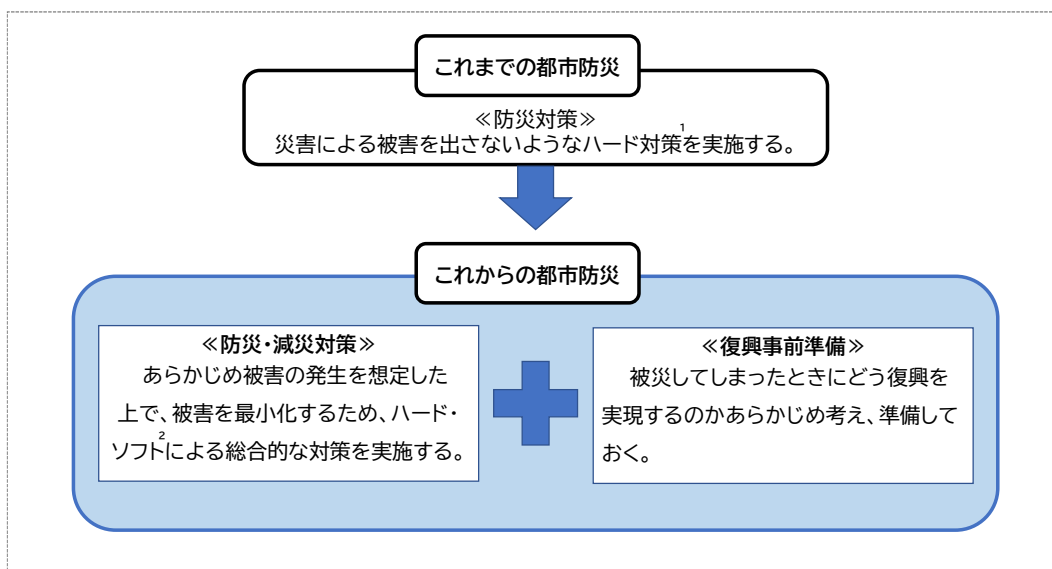 これまでの都市防災
≪防災対策≫
災害による被害を出さないようなハード対策1を実施する。
これからの都市防災
≪防災・減災対策≫
あらかじめ被害の発生を想定した
上で、被害を最小化するため、ハード・
ソフト2による総合的な対策を実施する。
≪復興事前準備≫
被災してしまったときにどう復興を
実現するのかあらかじめ考え、準備して
おく。